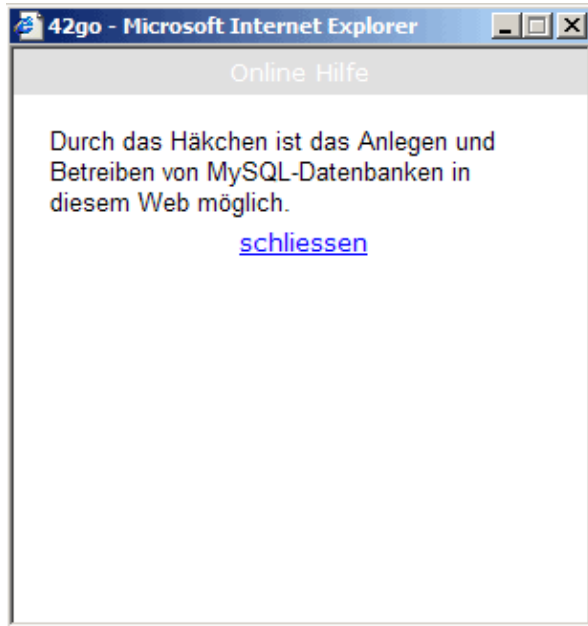 42go - Microsoft Internet Explorer
Online Hilfe
Durch das Häkchen ist das Anlegen und
Betreiben von MySQL-Datenbanken in
diesem Web möglich.
schliessen